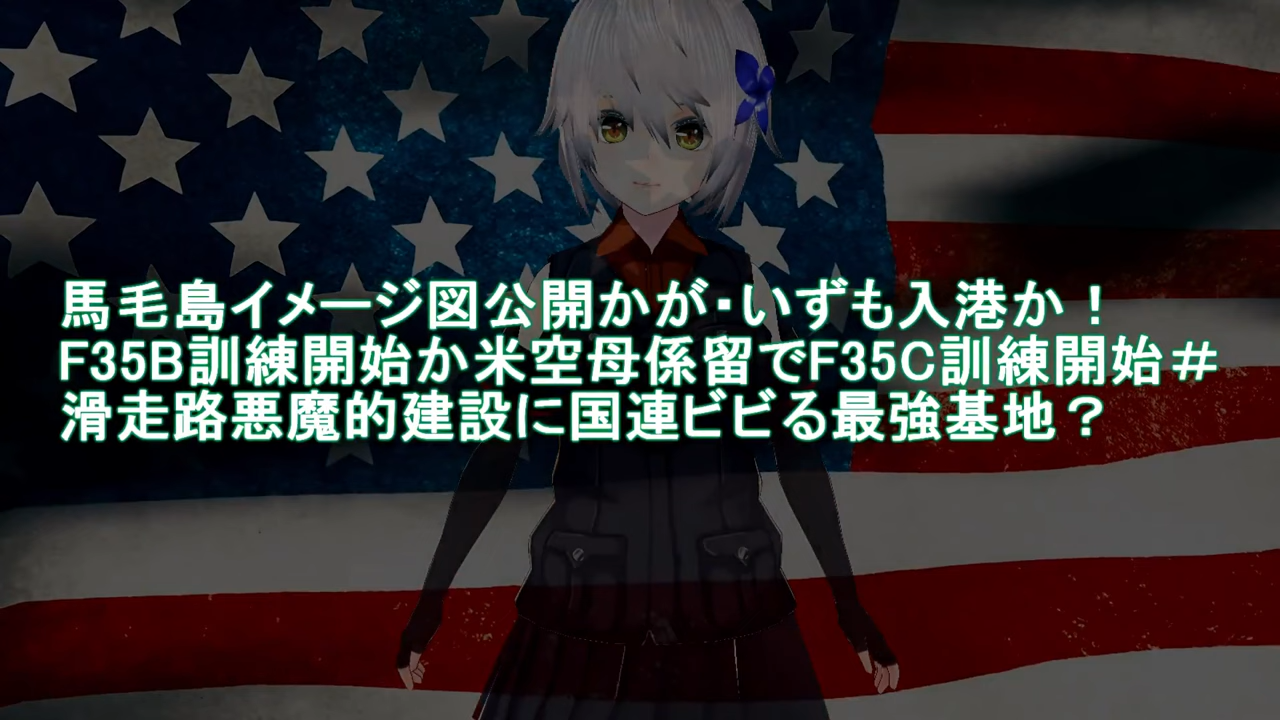 馬毛島イメージ図公開かが・いずも入港か！
F35B訓練開始か米空母係留でF35C訓練開始＃
滑走路悪魔的建設に国連ビビる最強基地？